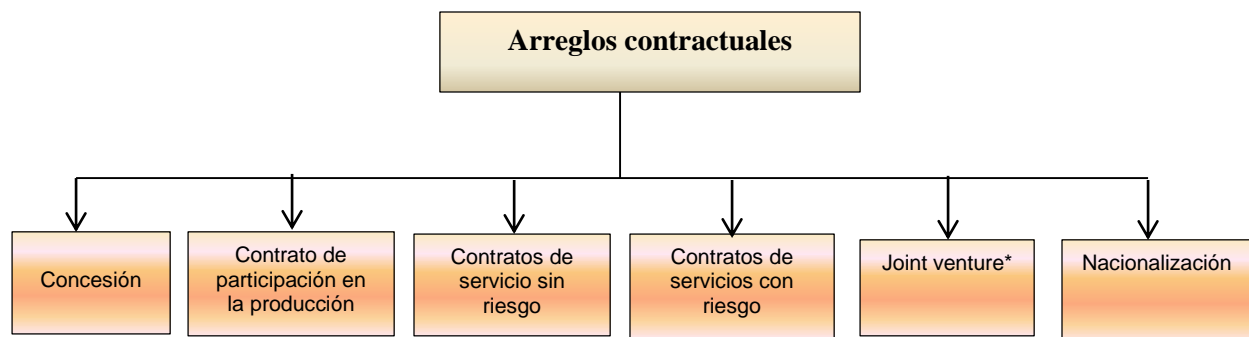 Arreglos contractuales
Concesión
Contrato de
participación en
la producción
Contratos de
servicio sin
riesgo
Contratos de
servicios con
riesgo
Joint venture*
Nacionalización